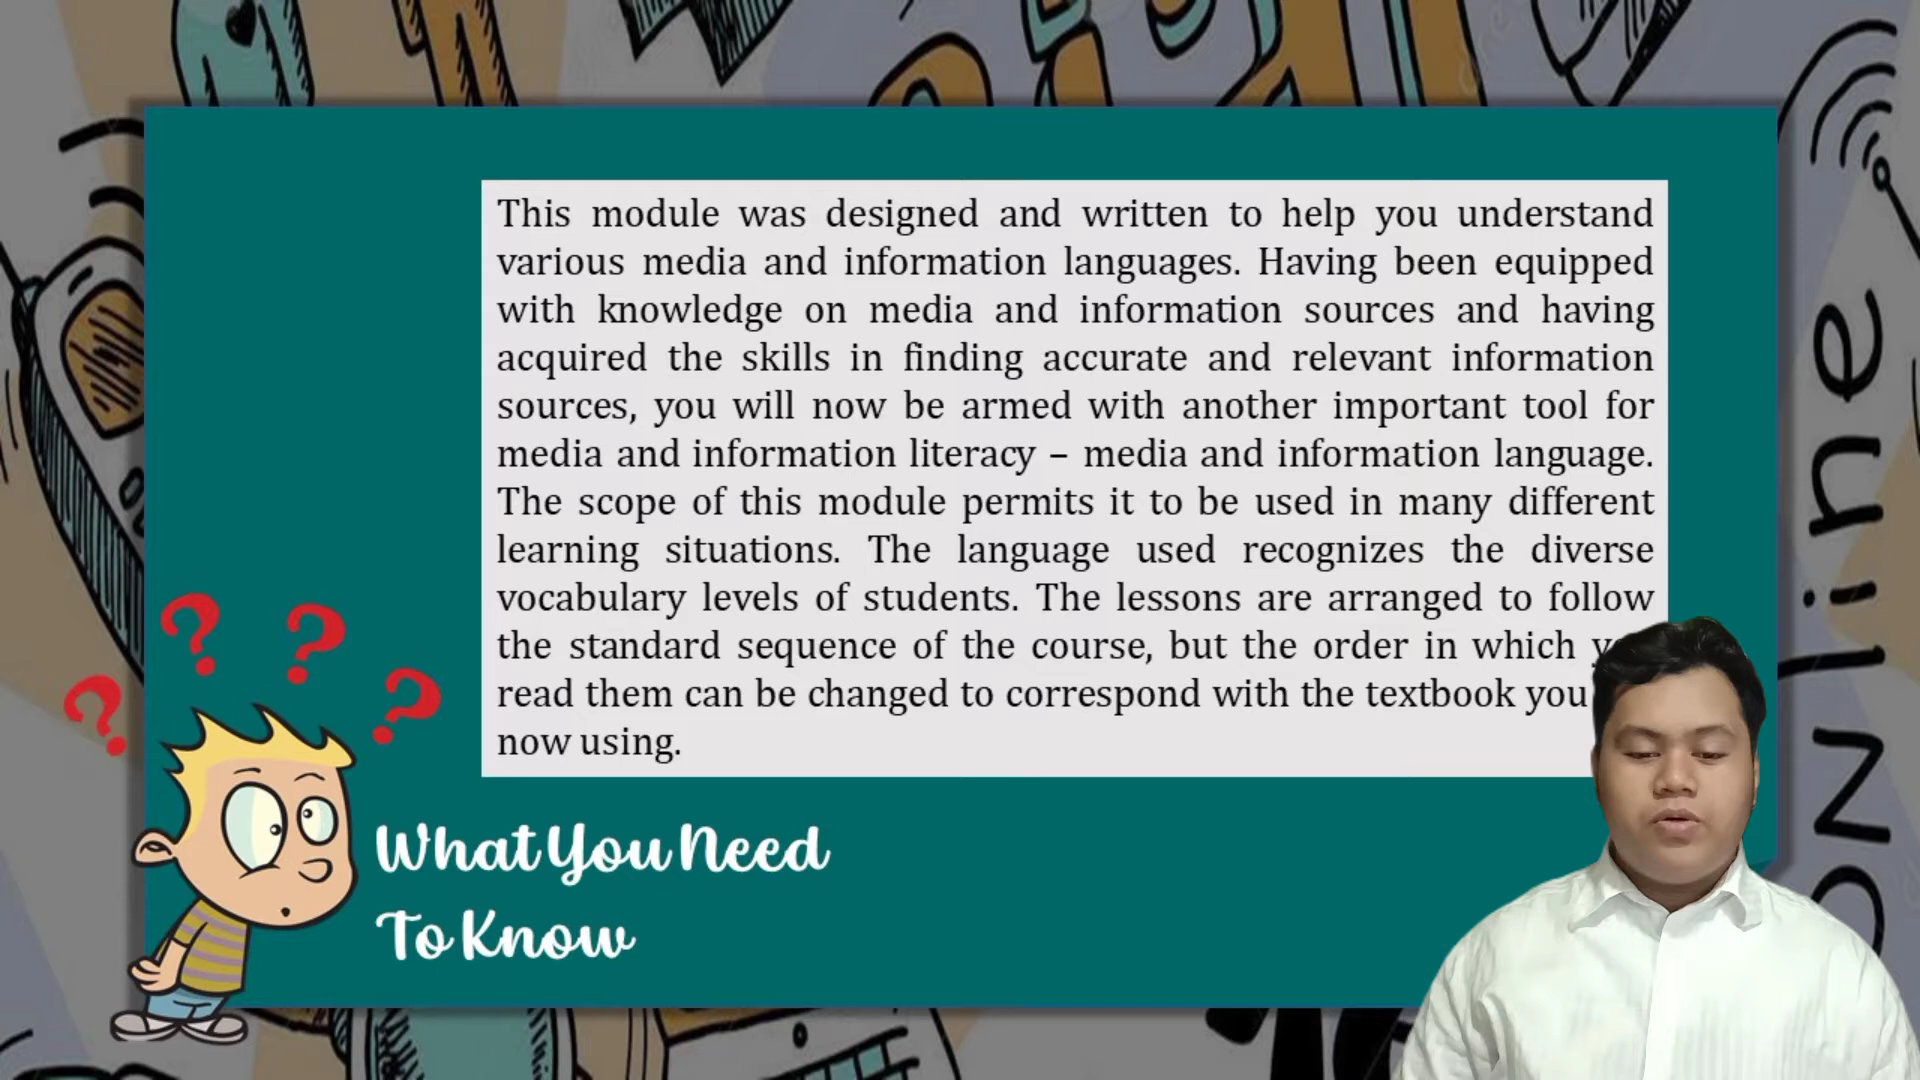 This module was designed and written to help you understand
various media and information languages. Having been equipped
with knowledge on media and information sources and having
acquired the skills in finding accurate and relevant information
sources, you will now be armed with another important tool for
media and information literacy – media and information language.
The scope of this module permits it to be used in many different
learning situations. The language used recognizes the diverse
vocabulary levels of students. The lessons are arranged to follow
the standard sequence of the course, but the order in which
read them can be changed to correspond with the textbook you
now using.
What You Need
To Know
? ? ? ?
ON line